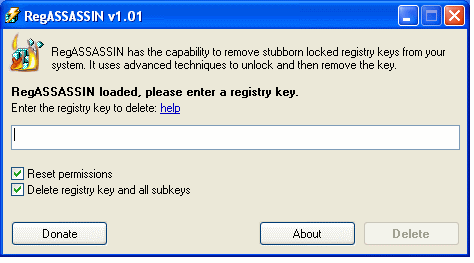 RegASSASSIN v1.01
RegASSASSIN has the capability to remove stubborn locked registry keys from your
system. It uses advanced techniques to unlock and then remove the key.
RegASSASSIN loaded, please enter a registry key.
Enter the registry key to delete: help
Reset permissions
Delete registry key and all subkeys
Donate
About
Delete